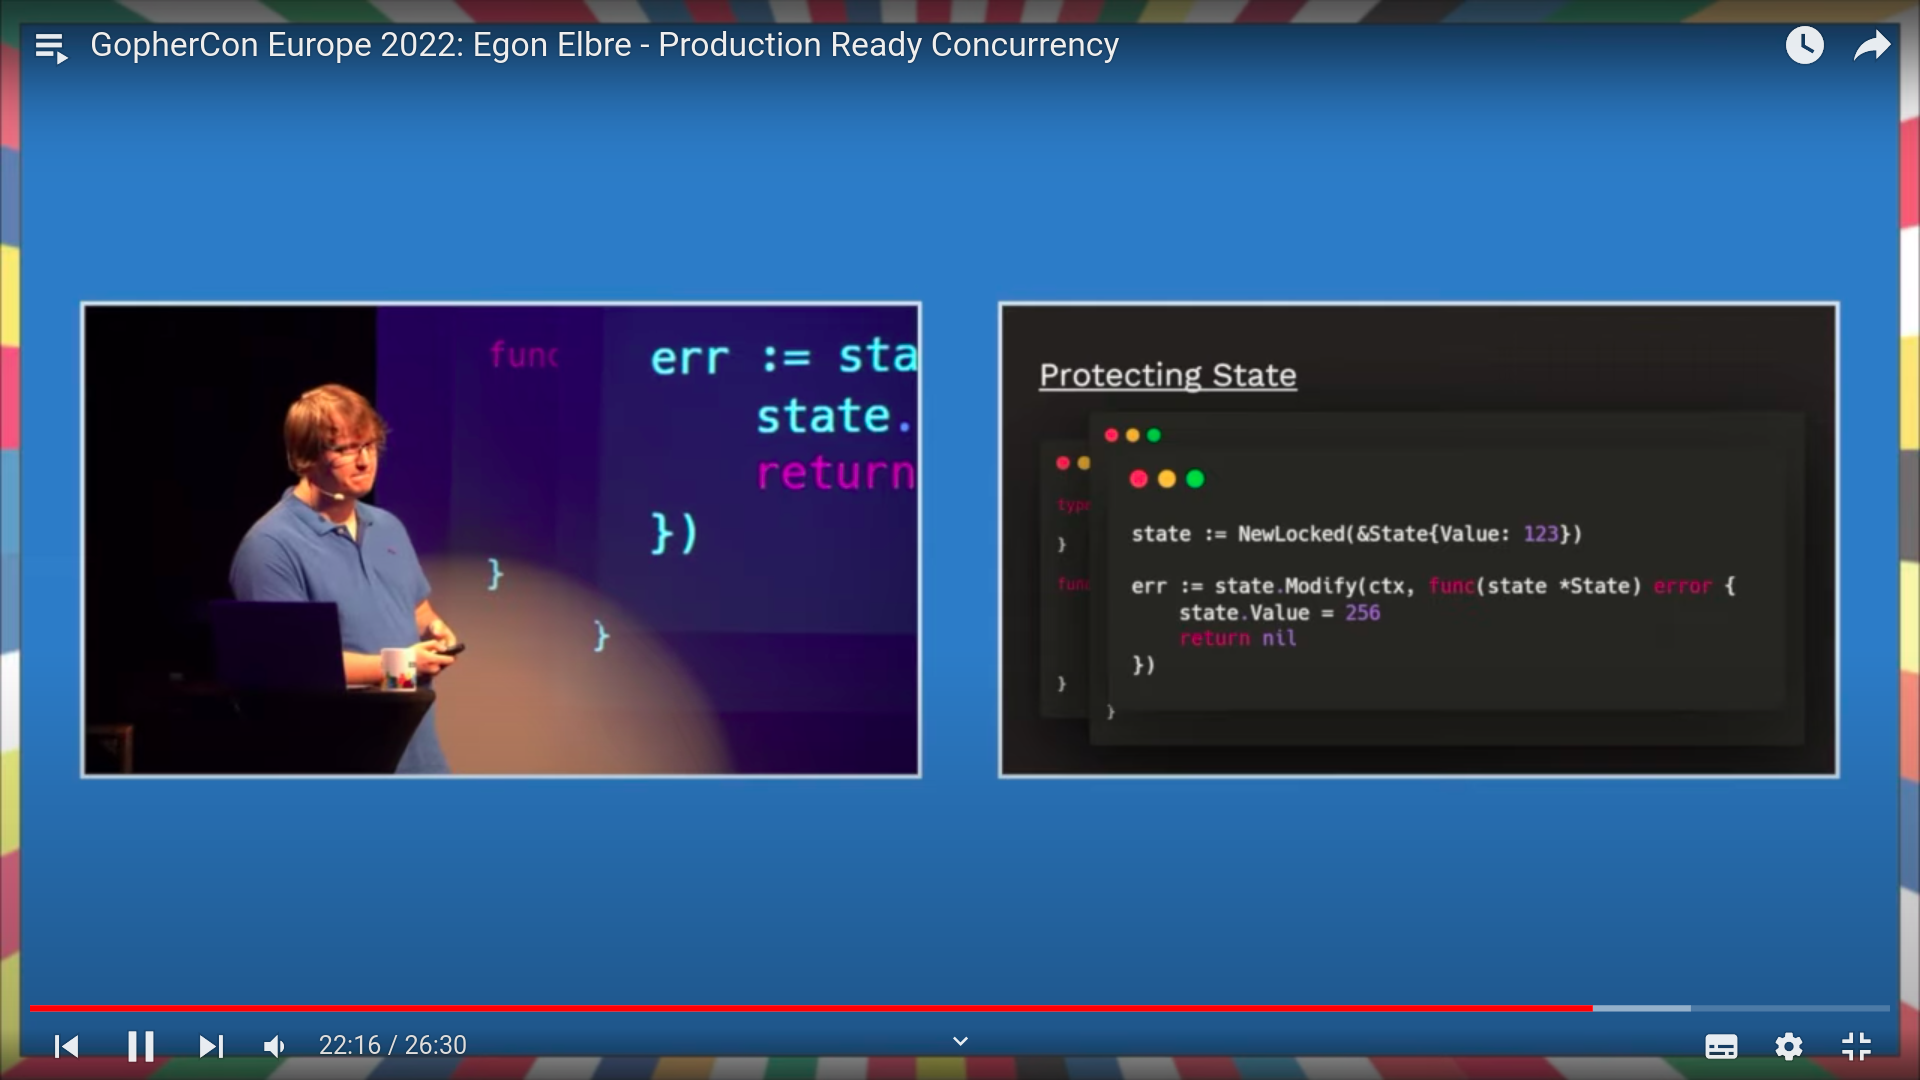 GopherCon Europe 2022: Egon Elbre - Production Ready Concurrency
func
err := sta
state.
return
})
}
}
Protecting State
type
}
func
}
}
state := NewLocked(&State{Value: 123})
err := state.Modify(ctx, func(state *State) error {
state.Value = 256
return nil
})
22:16 / 26:30